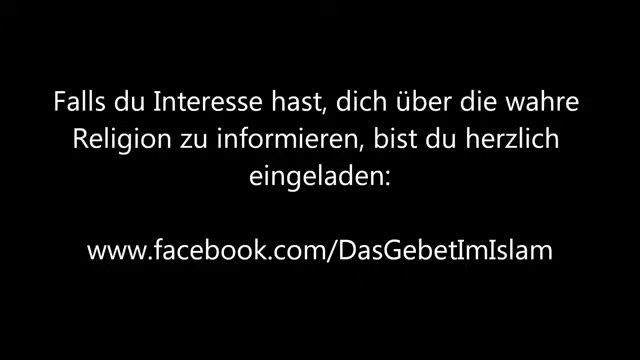 Falls du Interesse hast, dich über die wahre
Religion zu informieren, bist du herzlich
eingeladen:
www.facebook.com/DasGebetImIslam